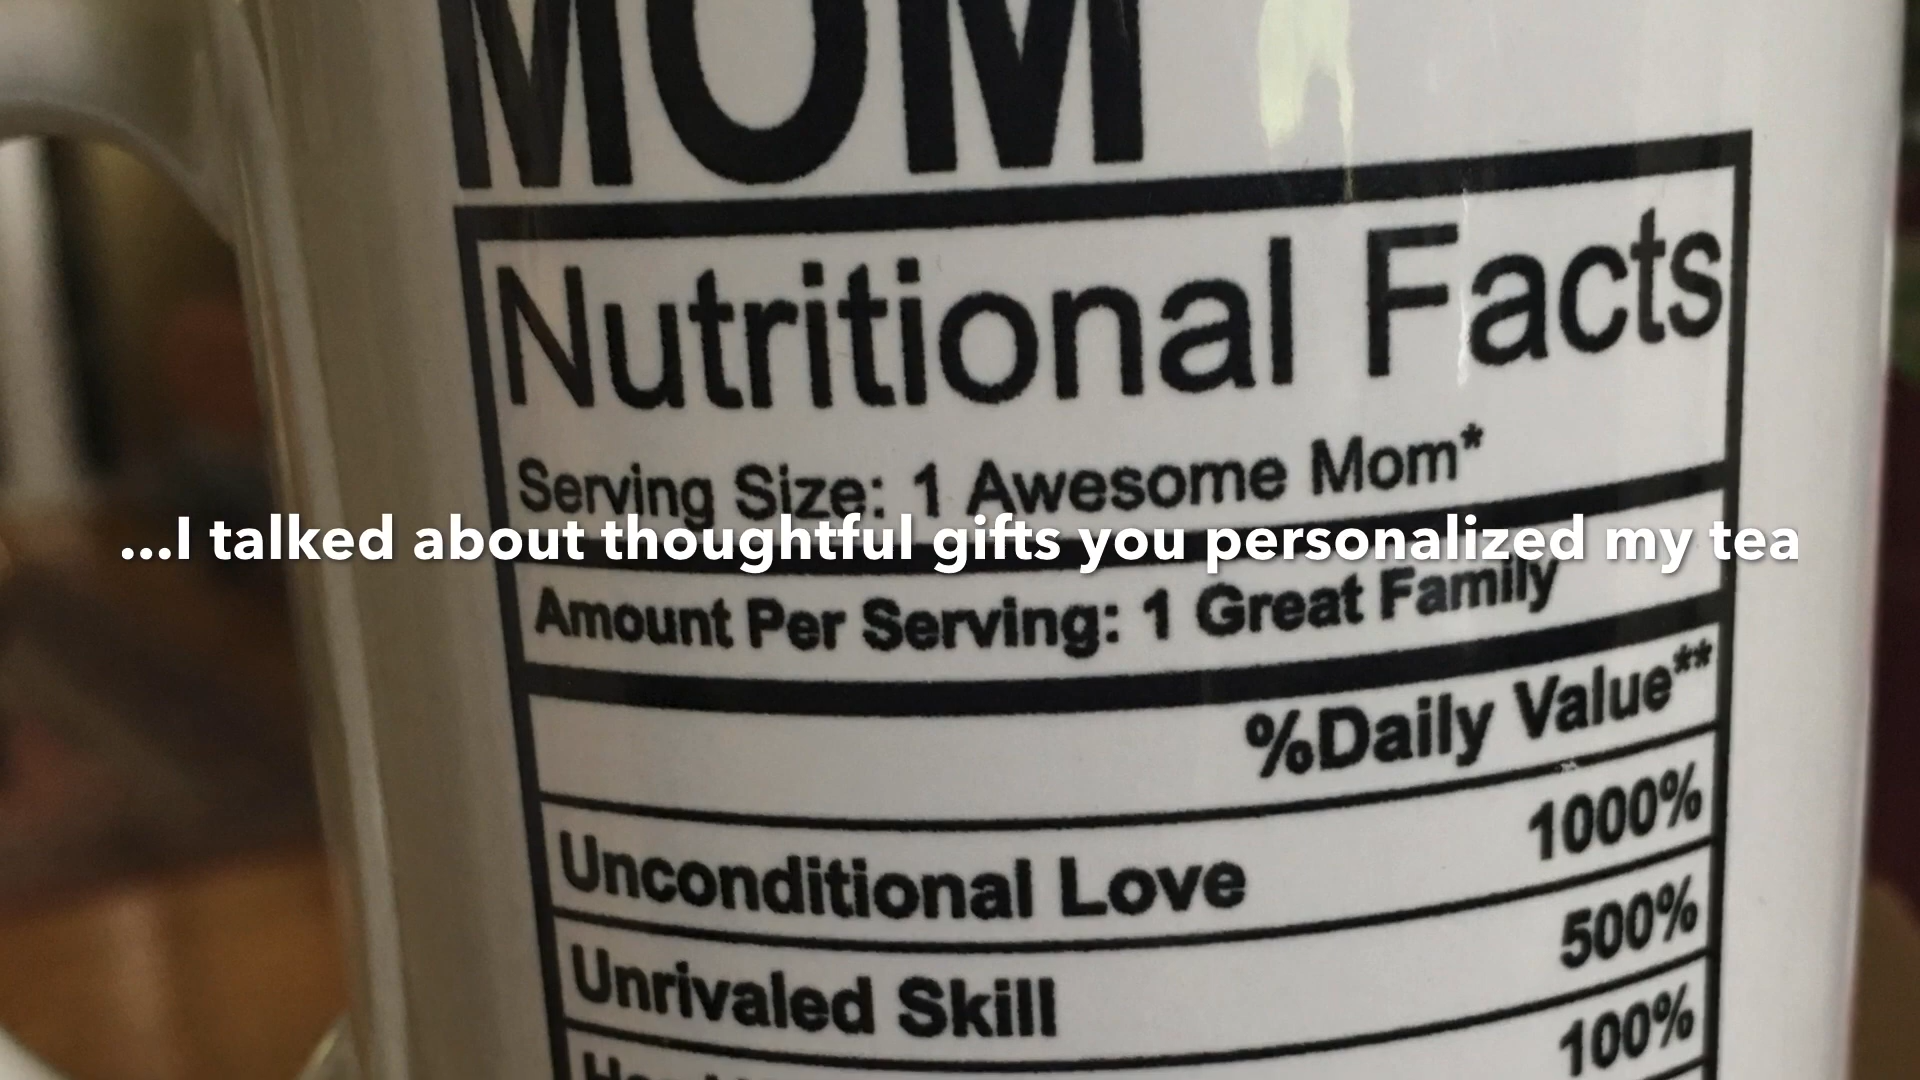 MOM
Nutritional Facts
Serving Size: 1 Awesome Mom*
...I talked about thoughtful gifts you personalized my tea
Amount Per Serving: 1 Great Family
%Daily Value**
1000%
Unconditional Love
500%
Unrivaled Skill
100%